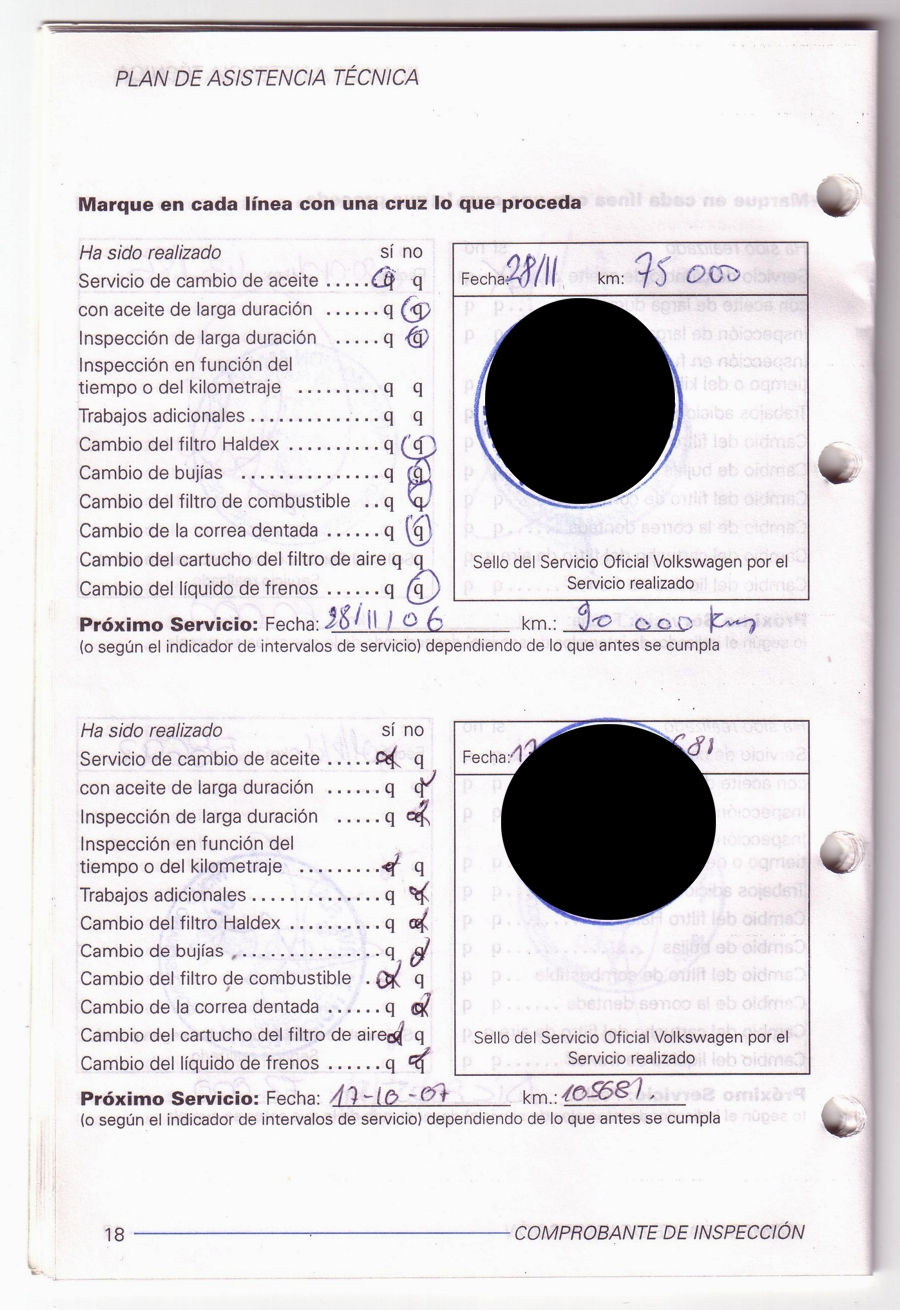 PLAN DE ASISTENCIA TÉCNICA
Marque en cada línea con una cruz lo que proceda
Ha sido realizado sí no
Servicio de cambio de aceite ..... q q
con aceite de larga duración ...... q q
Inspección de larga duración ..... q q
Inspección en función del
tiempo o del kilometraje .......... q q
Trabajos adicionales ............... q q
Cambio del filtro Haldex ........... q q
Cambio de bujías ................ q q
Cambio del filtro de combustible .. q q
Cambio de la correa dentada ...... q q
Cambio del cartucho del filtro de aire q q
Cambio del líquido de frenos ...... q q
Fecha: 28/11 km: 75 000
Sello del Servicio Oficial Volkswagen por el
Servicio realizado
Próximo Servicio: Fecha: 28/11/06 km.: 90 000 Km
(o según el indicador de intervalos de servicio) dependiendo de lo que antes se cumpla
Ha sido realizado sí no
Servicio de cambio de aceite ..... q q
con aceite de larga duración ...... q q
Inspección de larga duración ..... q q
Inspección en función del
tiempo o del kilometraje .......... q q
Trabajos adicionales ............... q q
Cambio del filtro Haldex ........... q q
Cambio de bujías ................. q q
Cambio del filtro de combustible .. q q
Cambio de la correa dentada ...... q q
Cambio del cartucho del filtro de aire q q
Cambio del líquido de frenos ...... q q
Fecha: 17 681
Sello del Servicio Oficial Volkswagen por el
Servicio realizado
Próximo Servicio: Fecha: 17-10-07 km.: 105681.
(o según el indicador de intervalos de servicio) dependiendo de lo que antes se cumpla
18 COMPROBANTE DE INSPECCIÓN